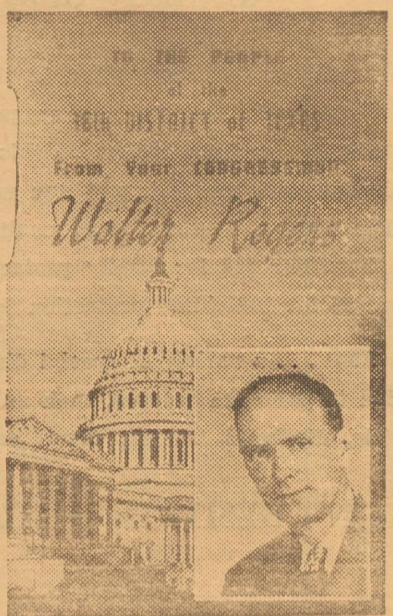 TO THE PEOPLE
of the
18th DISTRICT of TEXAS
From Your CONGRESSMAN
Walter Rogers